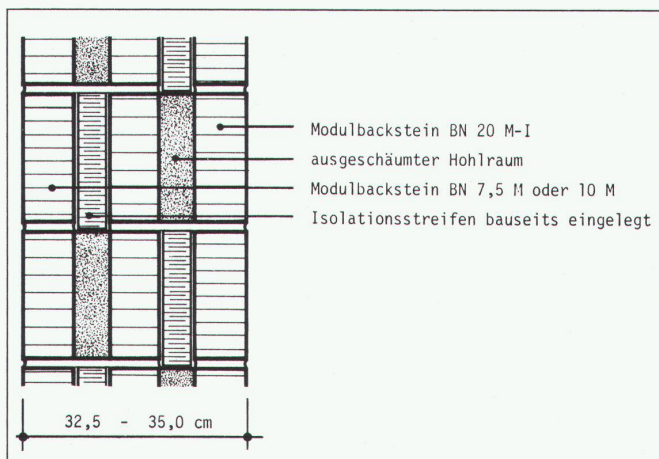 Modulbackstein BN 20 M-I
ausgeschäumter Hohlraum
Modulbackstein BN 7,5 M oder 10 M
Isolationsstreifen bauseits eingelegt
32,5 - 35,0 cm